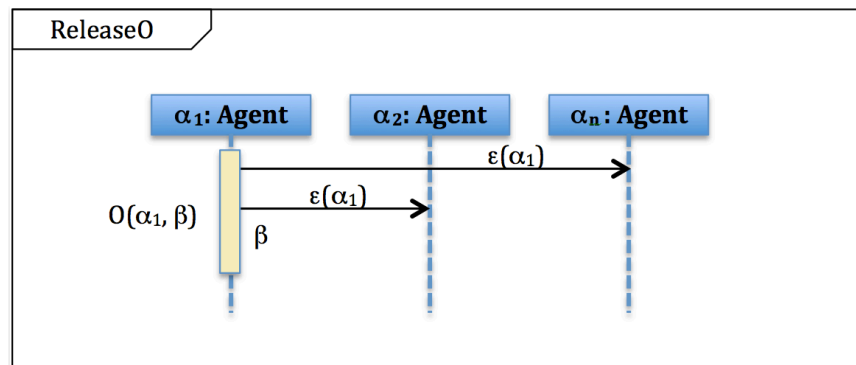 ReleaseO
α₁: Agent
α₂: Agent
αₙ : Agent
ε(α₁)
ε(α₁)
O(α₁, β)
β